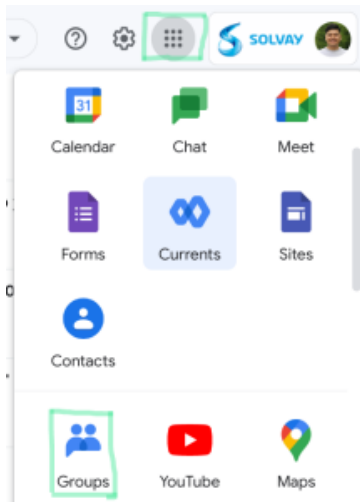 SOLVAY
31
Calendar Chat Meet
Forms Currents Sites
Contacts
Groups YouTube Maps